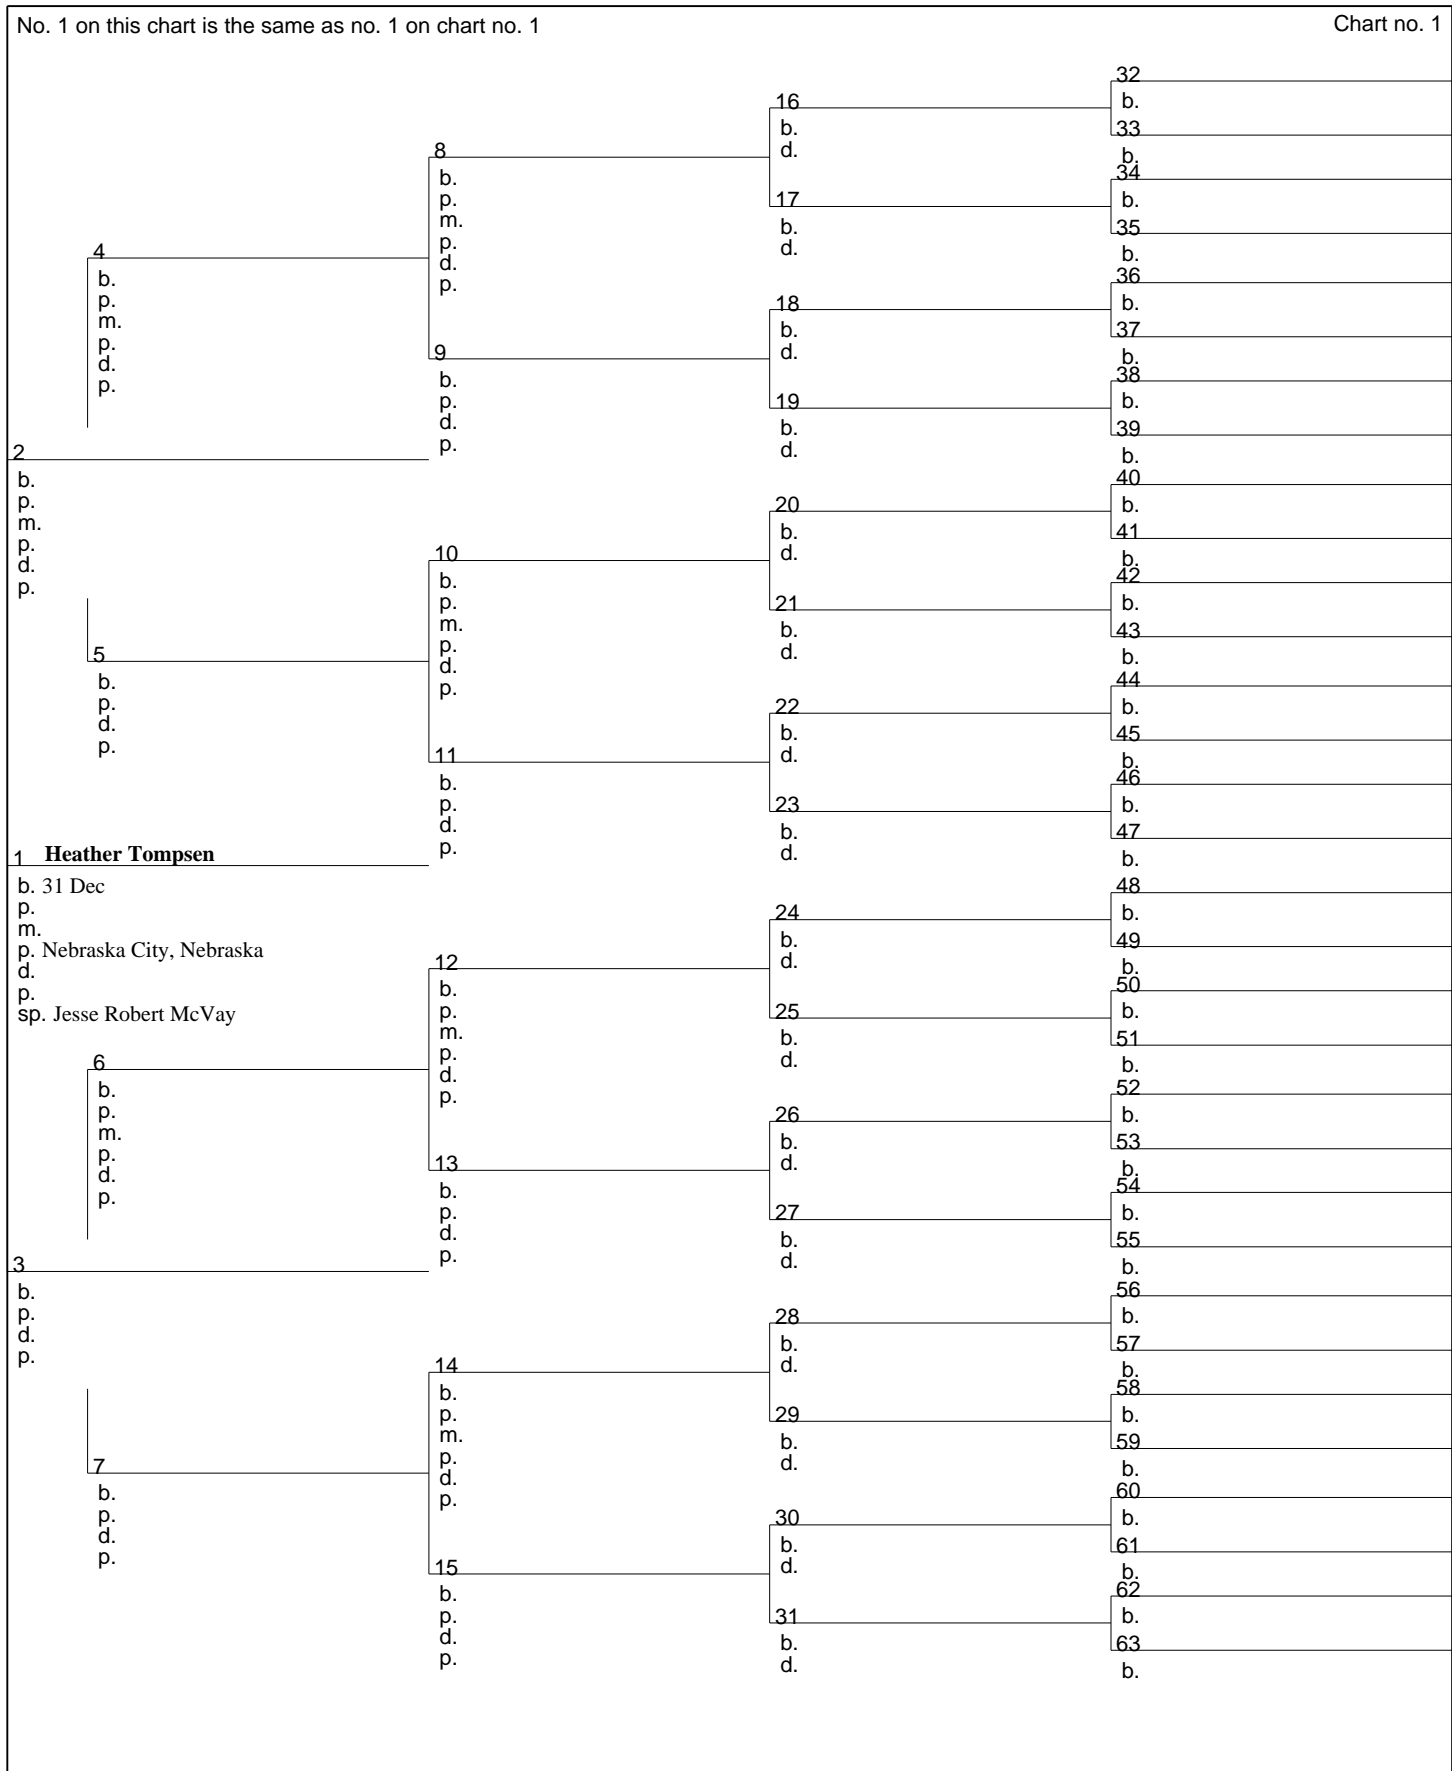 No. 1 on this chart is the same as no. 1 on chart no. 1
Chart no. 1
2
b.
p.
m.
p.
d.
p.
1 Heather Tompsen
b. 31 Dec
p.
m.
p. Nebraska City, Nebraska
d.
p.
sp. Jesse Robert McVay
3
b.
p.
d.
p.
4
b.
p.
m.
p.
d.
p.
5
b.
p.
d.
p.
6
b.
p.
m.
p.
d.
p.
7
b.
p.
d.
p.
8
b.
p.
m.
p.
d.
p.
9
b.
p.
d.
p.
10
b.
p.
m.
p.
d.
p.
11
b.
p.
d.
p.
12
b.
p.
m.
p.
d.
p.
13
b.
p.
d.
p.
14
b.
p.
m.
p.
d.
p.
15
b.
p.
d.
p.
16
b.
d.
17
b.
d.
18
b.
d.
19
b.
d.
20
b.
d.
21
b.
d.
22
b.
d.
23
b.
d.
24
b.
d.
25
b.
d.
26
b.
d.
27
b.
d.
28
b.
d.
29
b.
d.
30
b.
d.
31
b.
d.
32
b.
33
b.
34
b.
35
b.
36
b.
37
b.
38
b.
39
b.
40
b.
41
b.
42
b.
43
b.
44
b.
45
b.
46
b.
47
b.
48
b.
49
b.
50
b.
51
b.
52
b.
53
b.
54
b.
55
b.
56
b.
57
b.
58
b.
59
b.
60
b.
61
b.
62
b.
63
b.